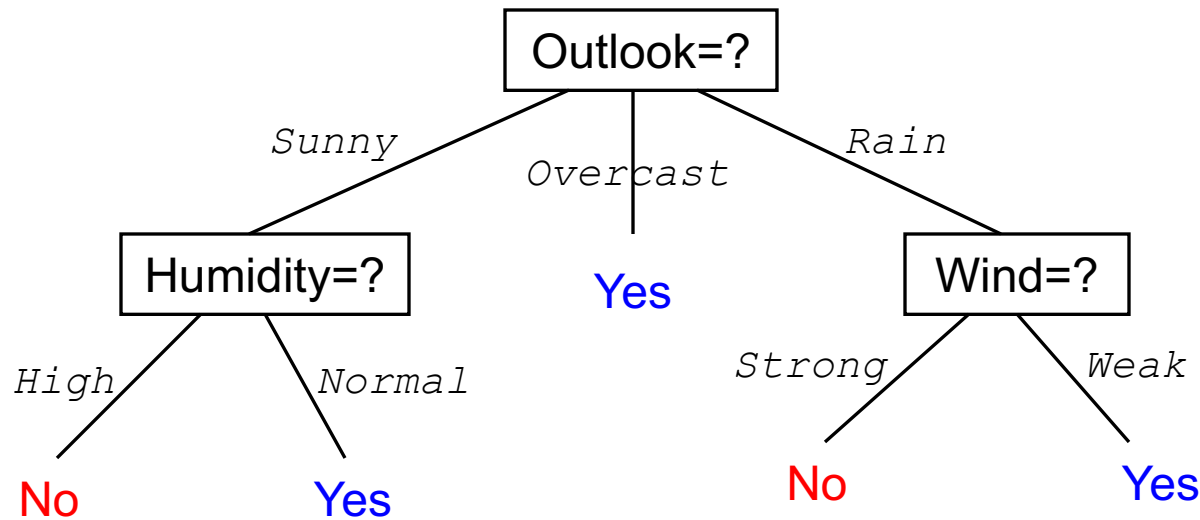 Outlook=?
Sunny
Overcast
Rain
Humidity=?
Yes
Wind=?
High
Normal
Strong
Weak
No
Yes
No
Yes